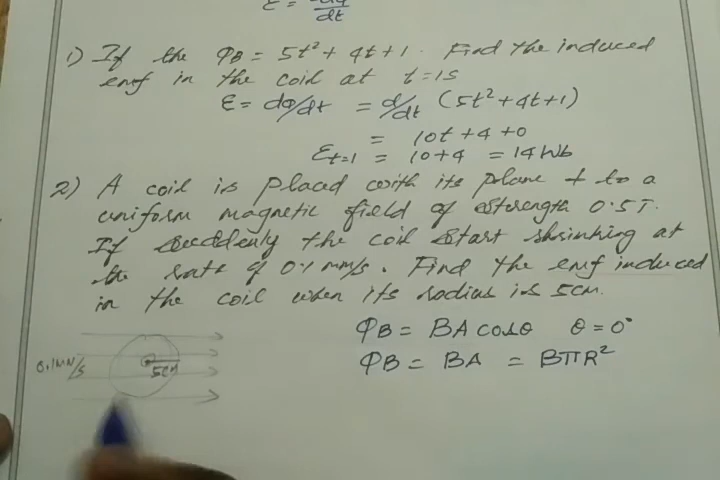 ε = -dφ/dt
1) If the φB = 5t² + 4t + 1. Find the induced
emf in the coil at t = 1s
ε = dφ/dt = d/dt (5t² + 4t + 1)
= 10t + 4 + 0
εt=1 = 10 + 4 = 14 Wb
2) A coil is placed with its plane ⊥ to a
uniform magnetic field of strength 0.5T.
If suddenly the coil start shrinking at
the rate of 0.1 mm/s. Find the emf induced
in the coil when its radius is 5cm.
φB = BA cosθ θ = 0°
φB = BA = BπR²
0.1mm/s
5cm